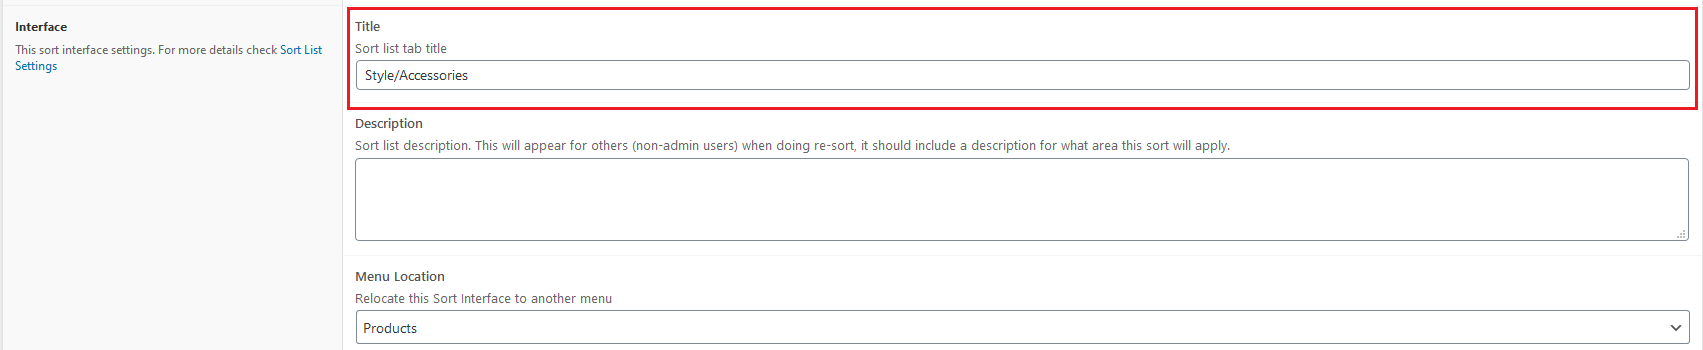 Interface
This sort interface settings. For more details check Sort List
Settings
Title
Sort list tab title
Style/Accessories
Description
Sort list description. This will appear for others (non-admin users) when doing re-sort, it should include a description for what area this sort will apply.
Menu Location
Relocate this Sort Interface to another menu
Products